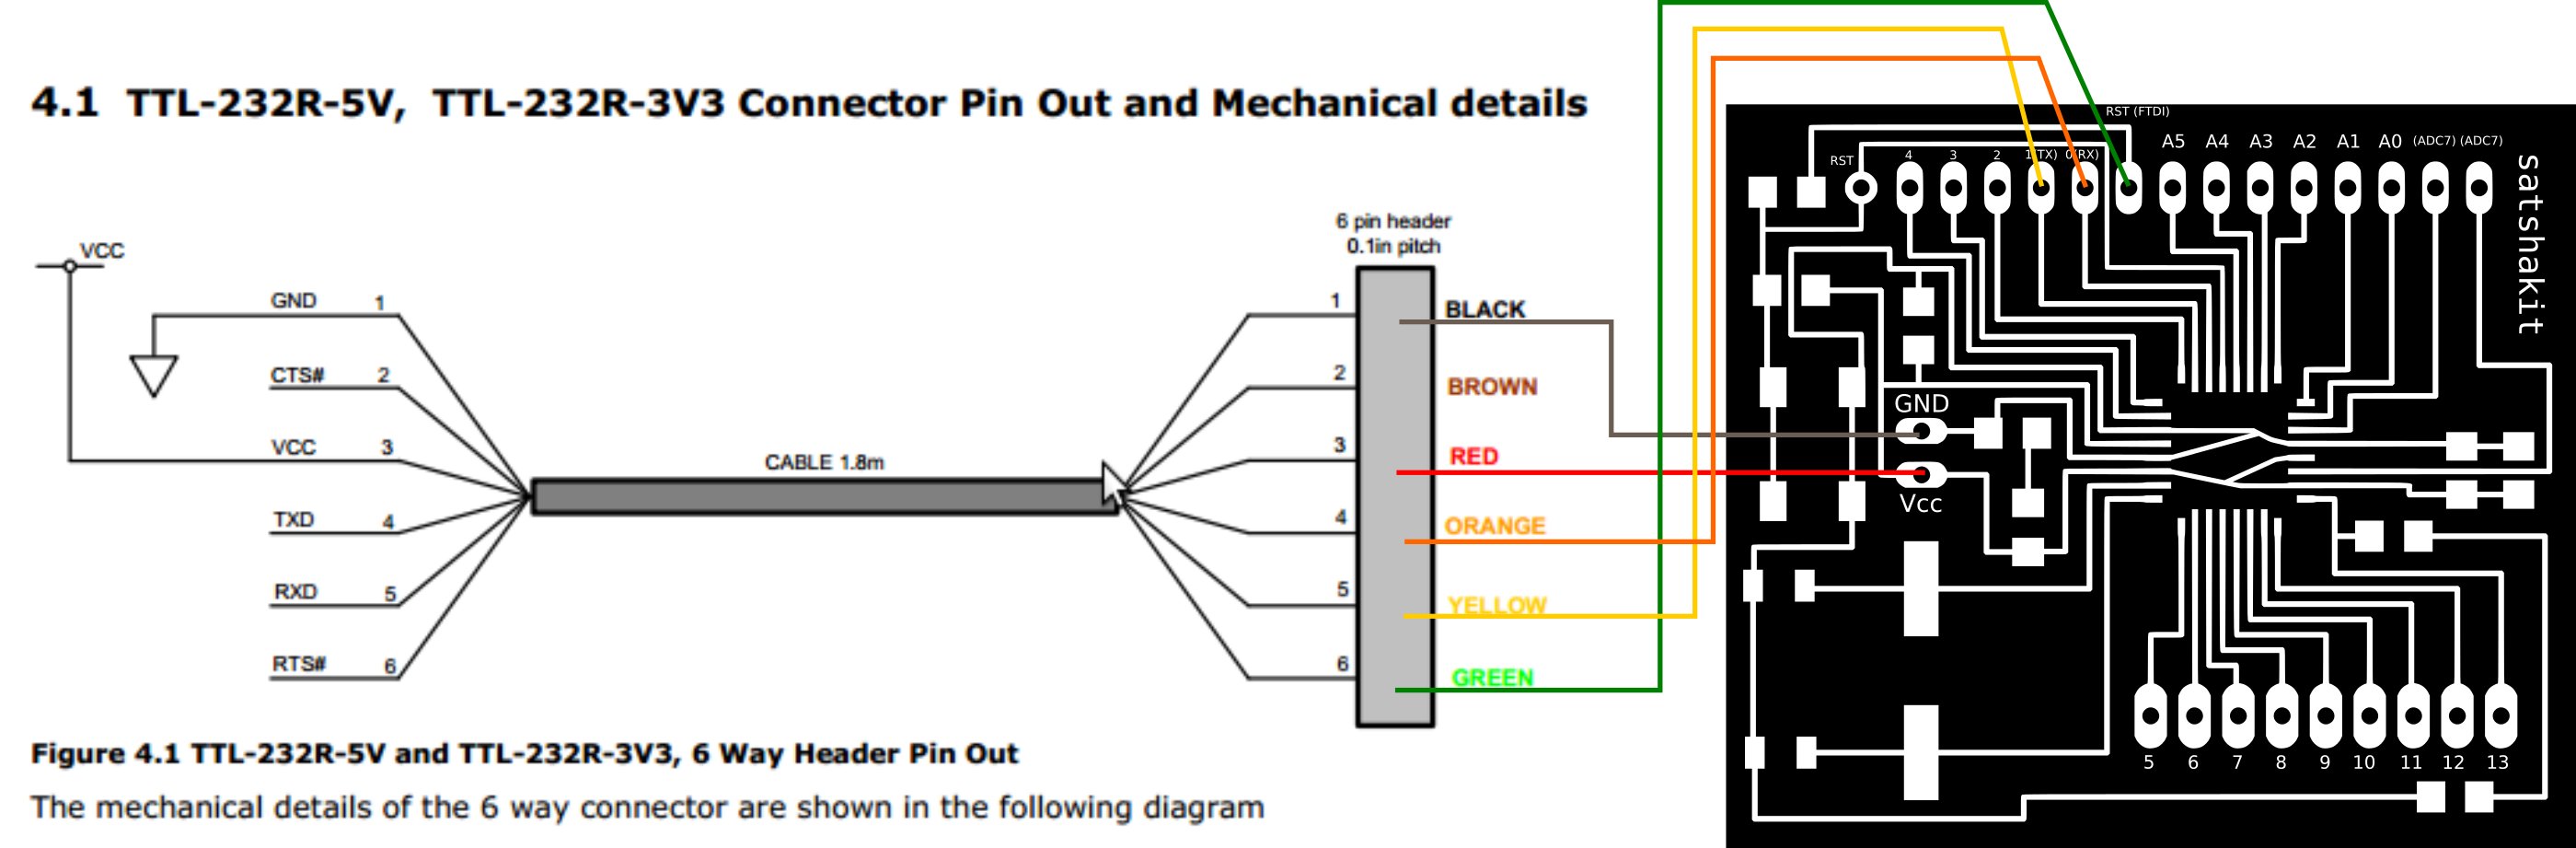 4.1 TTL-232R-5V, TTL-232R-3V3 Connector Pin Out and Mechanical details
VCC
GND 1
CTS# 2
VCC 3
TXD 4
RXD 5
RTS# 6
CABLE 1.8m
6 pin header
0.1in pitch
1 BLACK
2 BROWN
3 RED
4 ORANGE
5 YELLOW
6 GREEN
Figure 4.1 TTL-232R-5V and TTL-232R-3V3, 6 Way Header Pin Out
The mechanical details of the 6 way connector are shown in the following diagram
RST (FTDI)
RST 4 3 2 1(TX) 0(RX) A5 A4 A3 A2 A1 A0 (ADC7) (ADC7)
satshakit
GND
Vcc
5 6 7 8 9 10 11 12 13